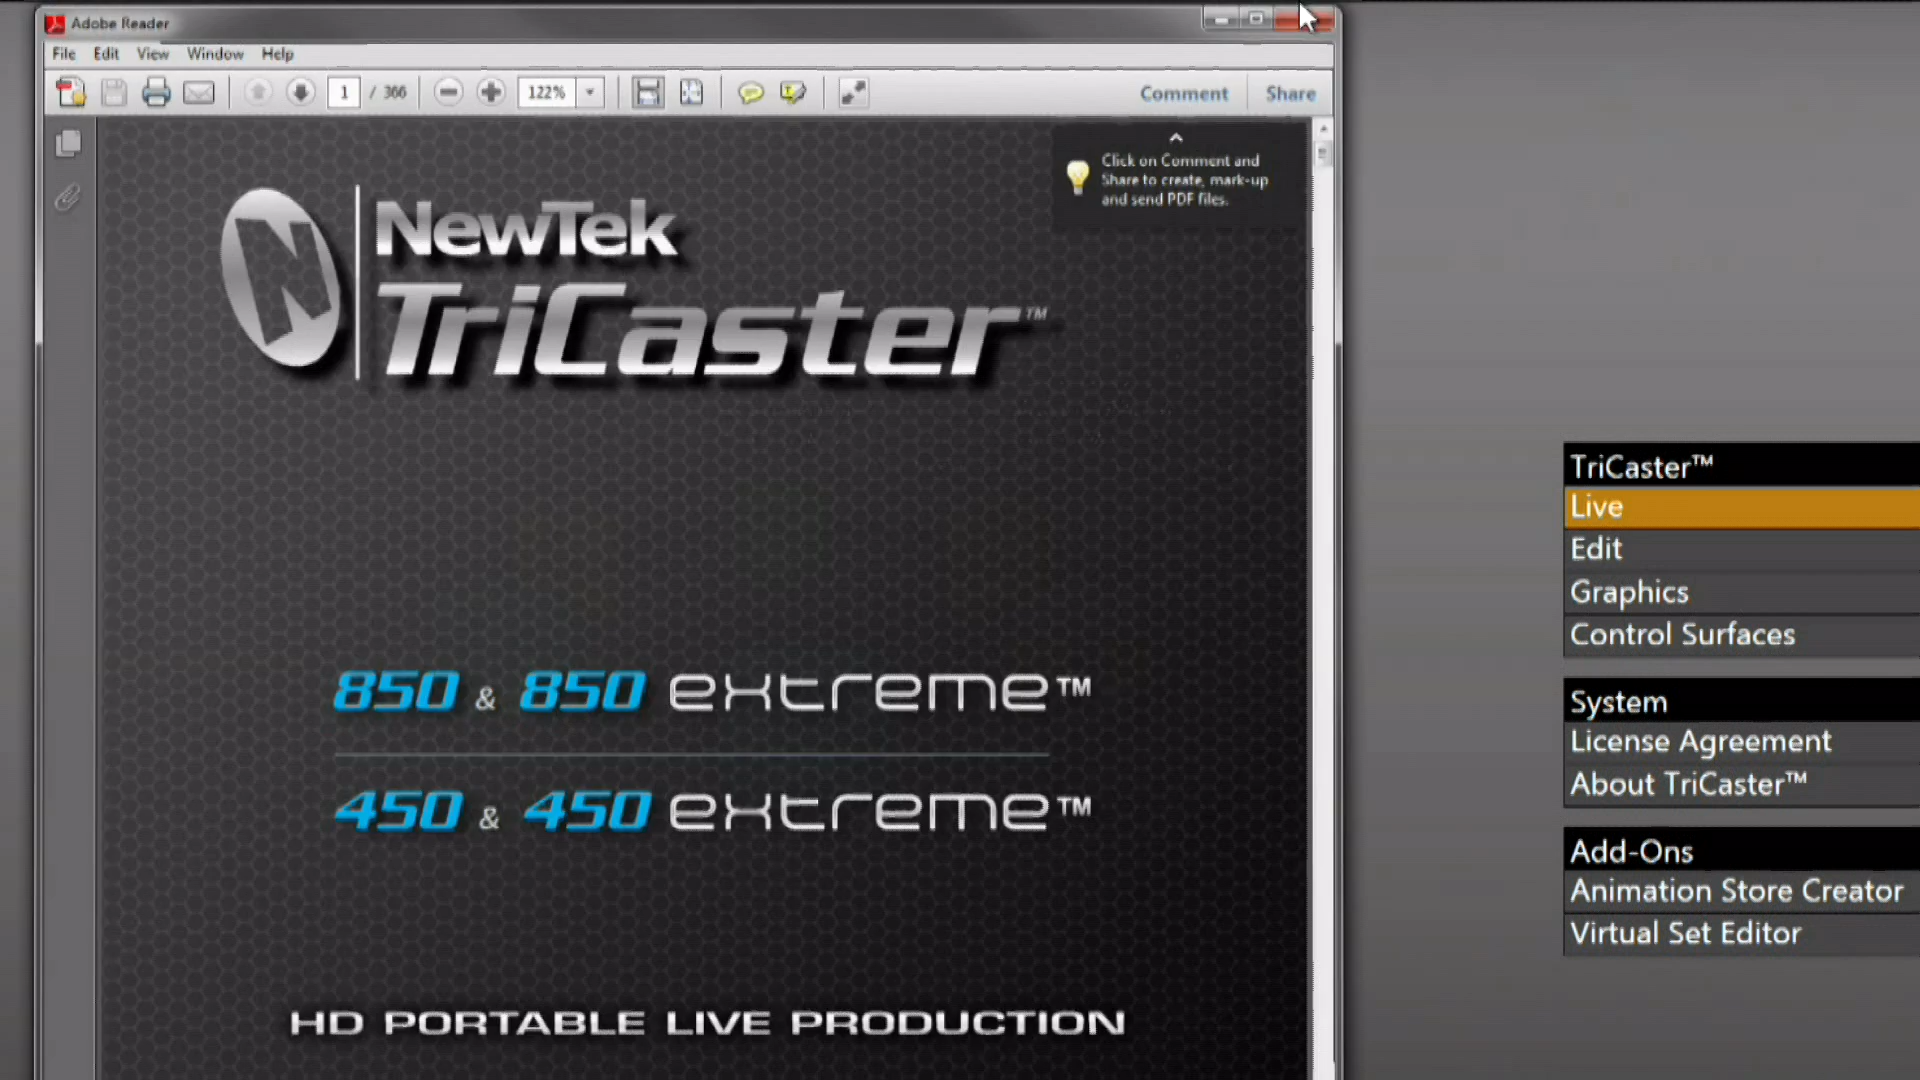 Adobe Reader
File Edit View Window Help
1 / 366 122% Comment Share
Click on Comment and
Share to create, mark-up
and send PDF files.
NewTek
TriCaster™
850 & 850 extreme™
450 & 450 extreme™
HD PORTABLE LIVE PRODUCTION
TriCaster™
Live
Edit
Graphics
Control Surfaces
System
License Agreement
About TriCaster™
Add-Ons
Animation Store Creator
Virtual Set Editor